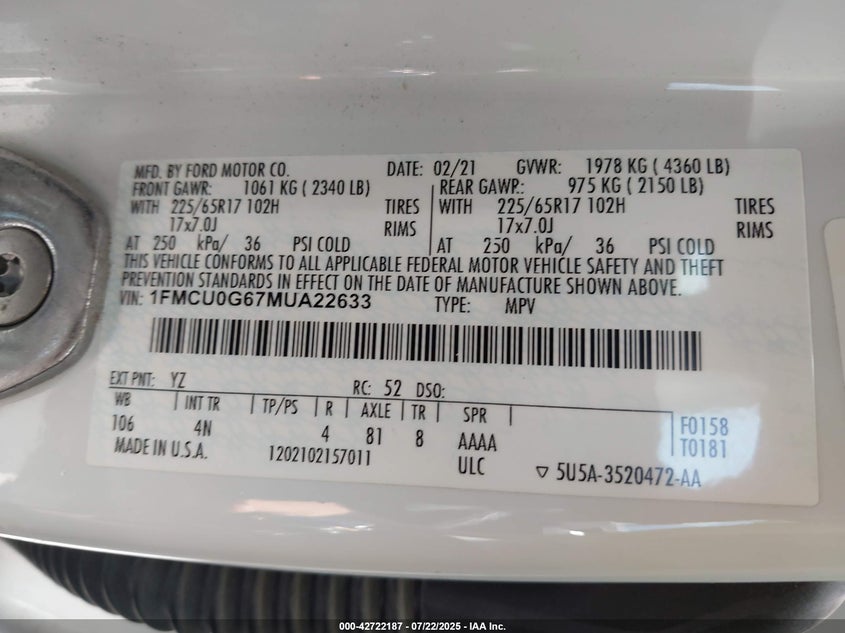 MFD. BY FORD MOTOR CO. DATE: 02/21 GVWR: 1978 KG ( 4360 LB)
FRONT GAWR: 1061 KG ( 2340 LB) REAR GAWR: 975 KG ( 2150 LB)
WITH 225/65R17 102H TIRES WITH 225/65R17 102H TIRES
17x7.0J RIMS 17x7.0J RIMS
AT 250 kPa/ 36 PSI COLD AT 250 kPa/ 36 PSI COLD
THIS VEHICLE CONFORMS TO ALL APPLICABLE FEDERAL MOTOR VEHICLE SAFETY AND THEFT
PREVENTION STANDARDS IN EFFECT ON THE DATE OF MANUFACTURE SHOWN ABOVE.
VIN: 1FMCU0G67MUA22633 TYPE: MPV
EXT PNT: YZ RC: 52 DSO:
WB INT TR TP/PS R AXLE TR SPR
106 4N 4 81 8 AAAA F0158
MADE IN U.S.A. 1202102157011 ULC T0181
5U5A-3520472-AA
000-42722187 - 07/22/2025 - IAA Inc.